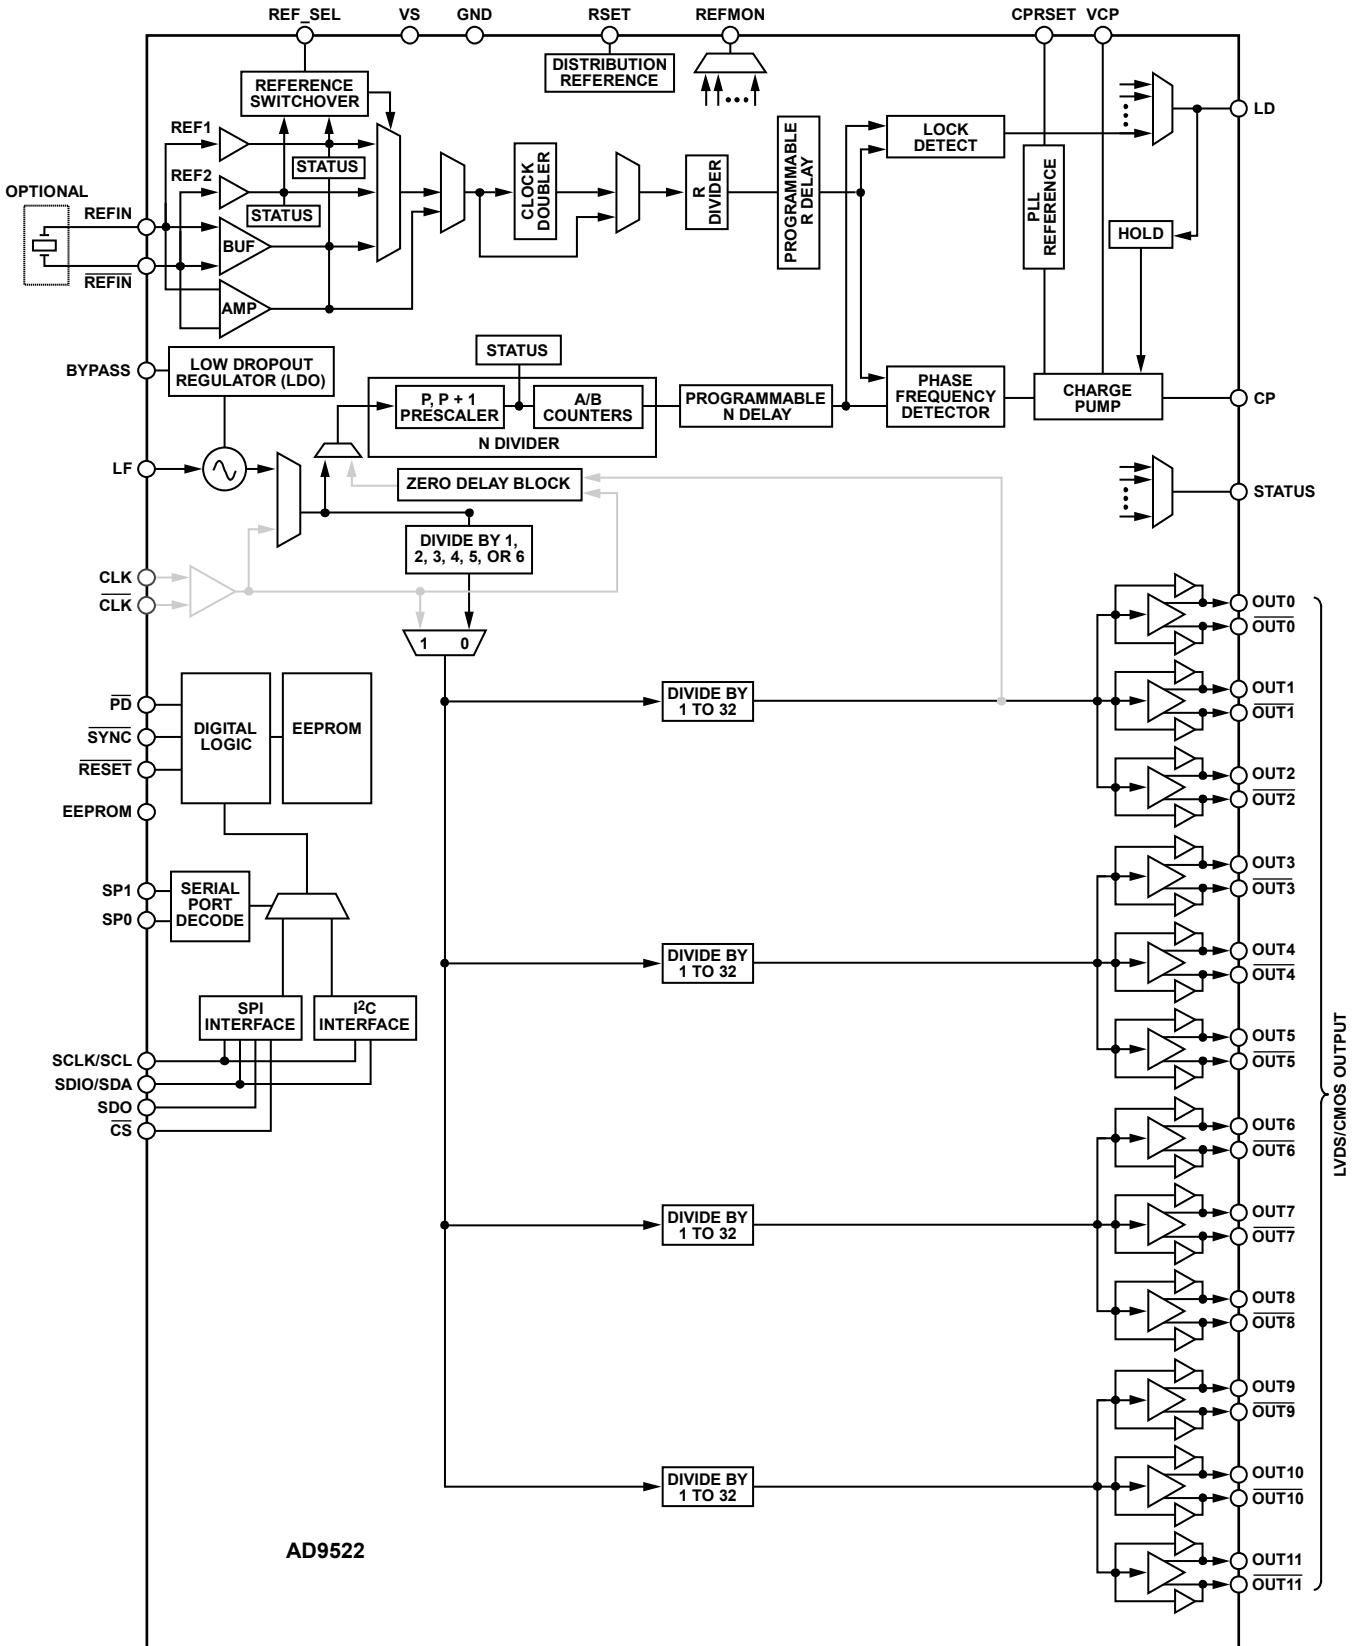 REF_SEL VS GND RSET REFMON CPRSET VCP
DISTRIBUTION
REFERENCE
REFERENCE
SWITCHOVER
REF1
STATUS
REF2
STATUS
OPTIONAL
REFIN
REFIN
BUF
AMP
CLOCK
DOUBLER
R
DIVIDER
PROGRAMMABLE
R DELAY
LOCK
DETECT
PLL
REFERENCE
LD
HOLD
BYPASS
LOW DROPOUT
REGULATOR (LDO)
STATUS
P, P + 1
PRESCALER
A/B
COUNTERS
N DIVIDER
PROGRAMMABLE
N DELAY
PHASE
FREQUENCY
DETECTOR
CHARGE
PUMP
CP
LF
ZERO DELAY BLOCK
STATUS
DIVIDE BY 1,
2, 3, 4, 5, OR 6
CLK
CLK
1 0
PD
SYNC
RESET
EEPROM
DIGITAL
LOGIC
EEPROM
SP1
SP0
SERIAL
PORT
DECODE
SPI
INTERFACE
I2C
INTERFACE
SCLK/SCL
SDIO/SDA
SDO
CS
DIVIDE BY
1 TO 32
DIVIDE BY
1 TO 32
DIVIDE BY
1 TO 32
DIVIDE BY
1 TO 32
OUT0
OUT0
OUT1
OUT1
OUT2
OUT2
OUT3
OUT3
OUT4
OUT4
OUT5
OUT5
OUT6
OUT6
OUT7
OUT7
OUT8
OUT8
OUT9
OUT9
OUT10
OUT10
OUT11
OUT11
LVDS/CMOS OUTPUT
AD9522